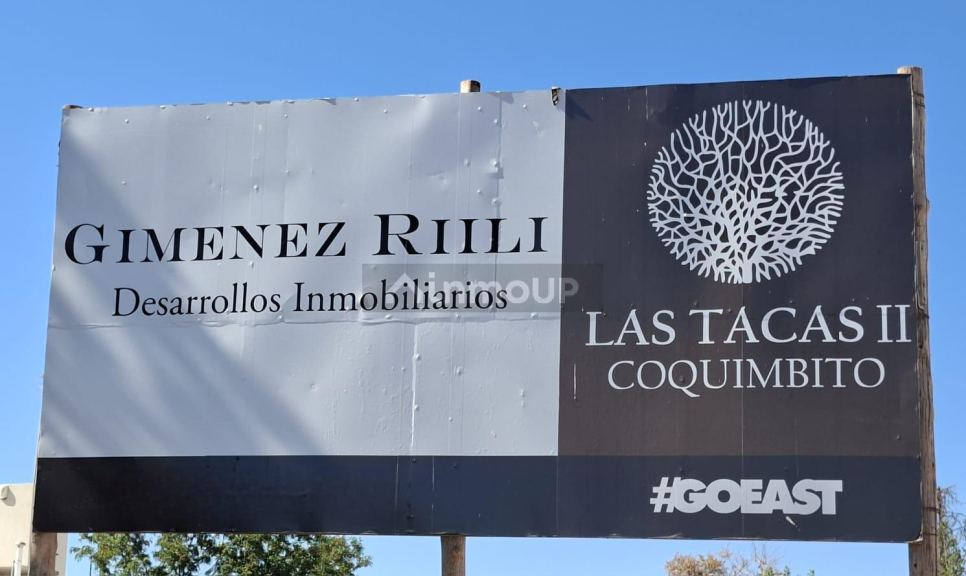 GIMENEZ RIILI
Desarrollos Inmobiliarios
inmoUP
LAS TACAS II
COQUIMBITO
#GOEAST